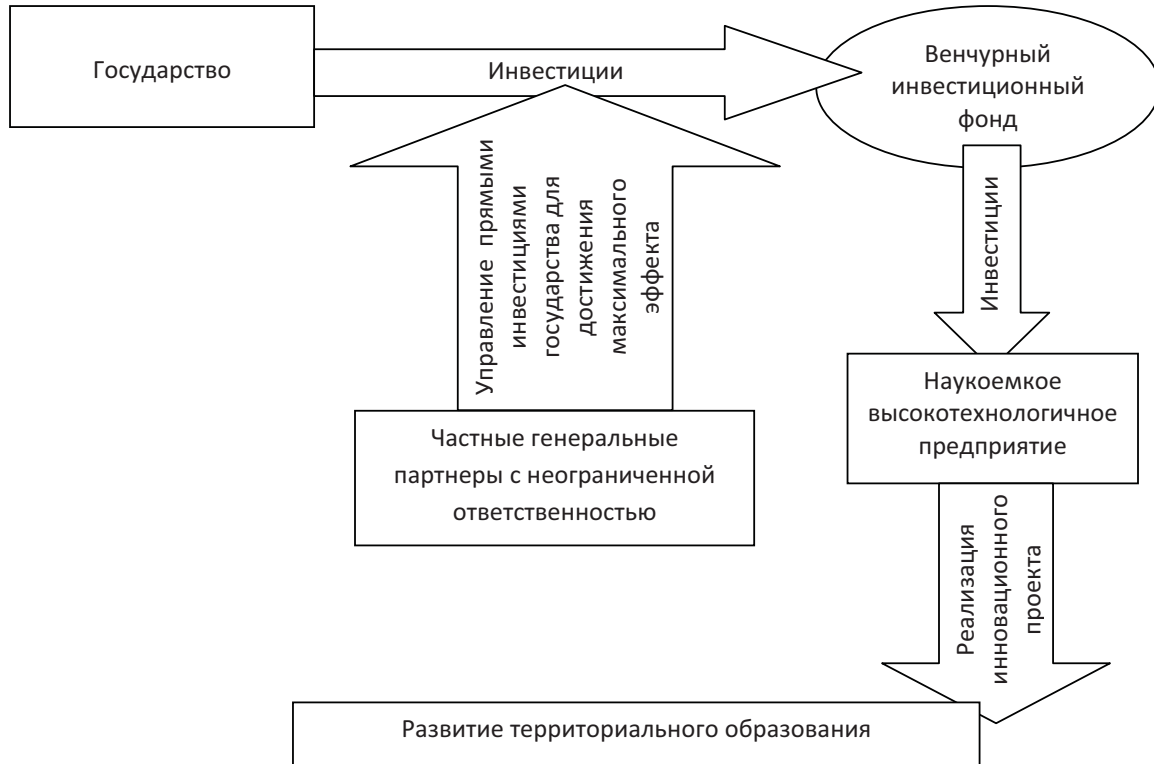 Государство
Инвестиции
Венчурный
инвестиционный
фонд
Управление прямыми
инвестициями
государства для
достижения
максимального
эффекта
Инвестиции
Частные генеральные
партнеры с неограниченной
ответственностью
Наукоемкое
высокотехнологичное
предприятие
Реализация
инновационного
проекта
Развитие территориального образования